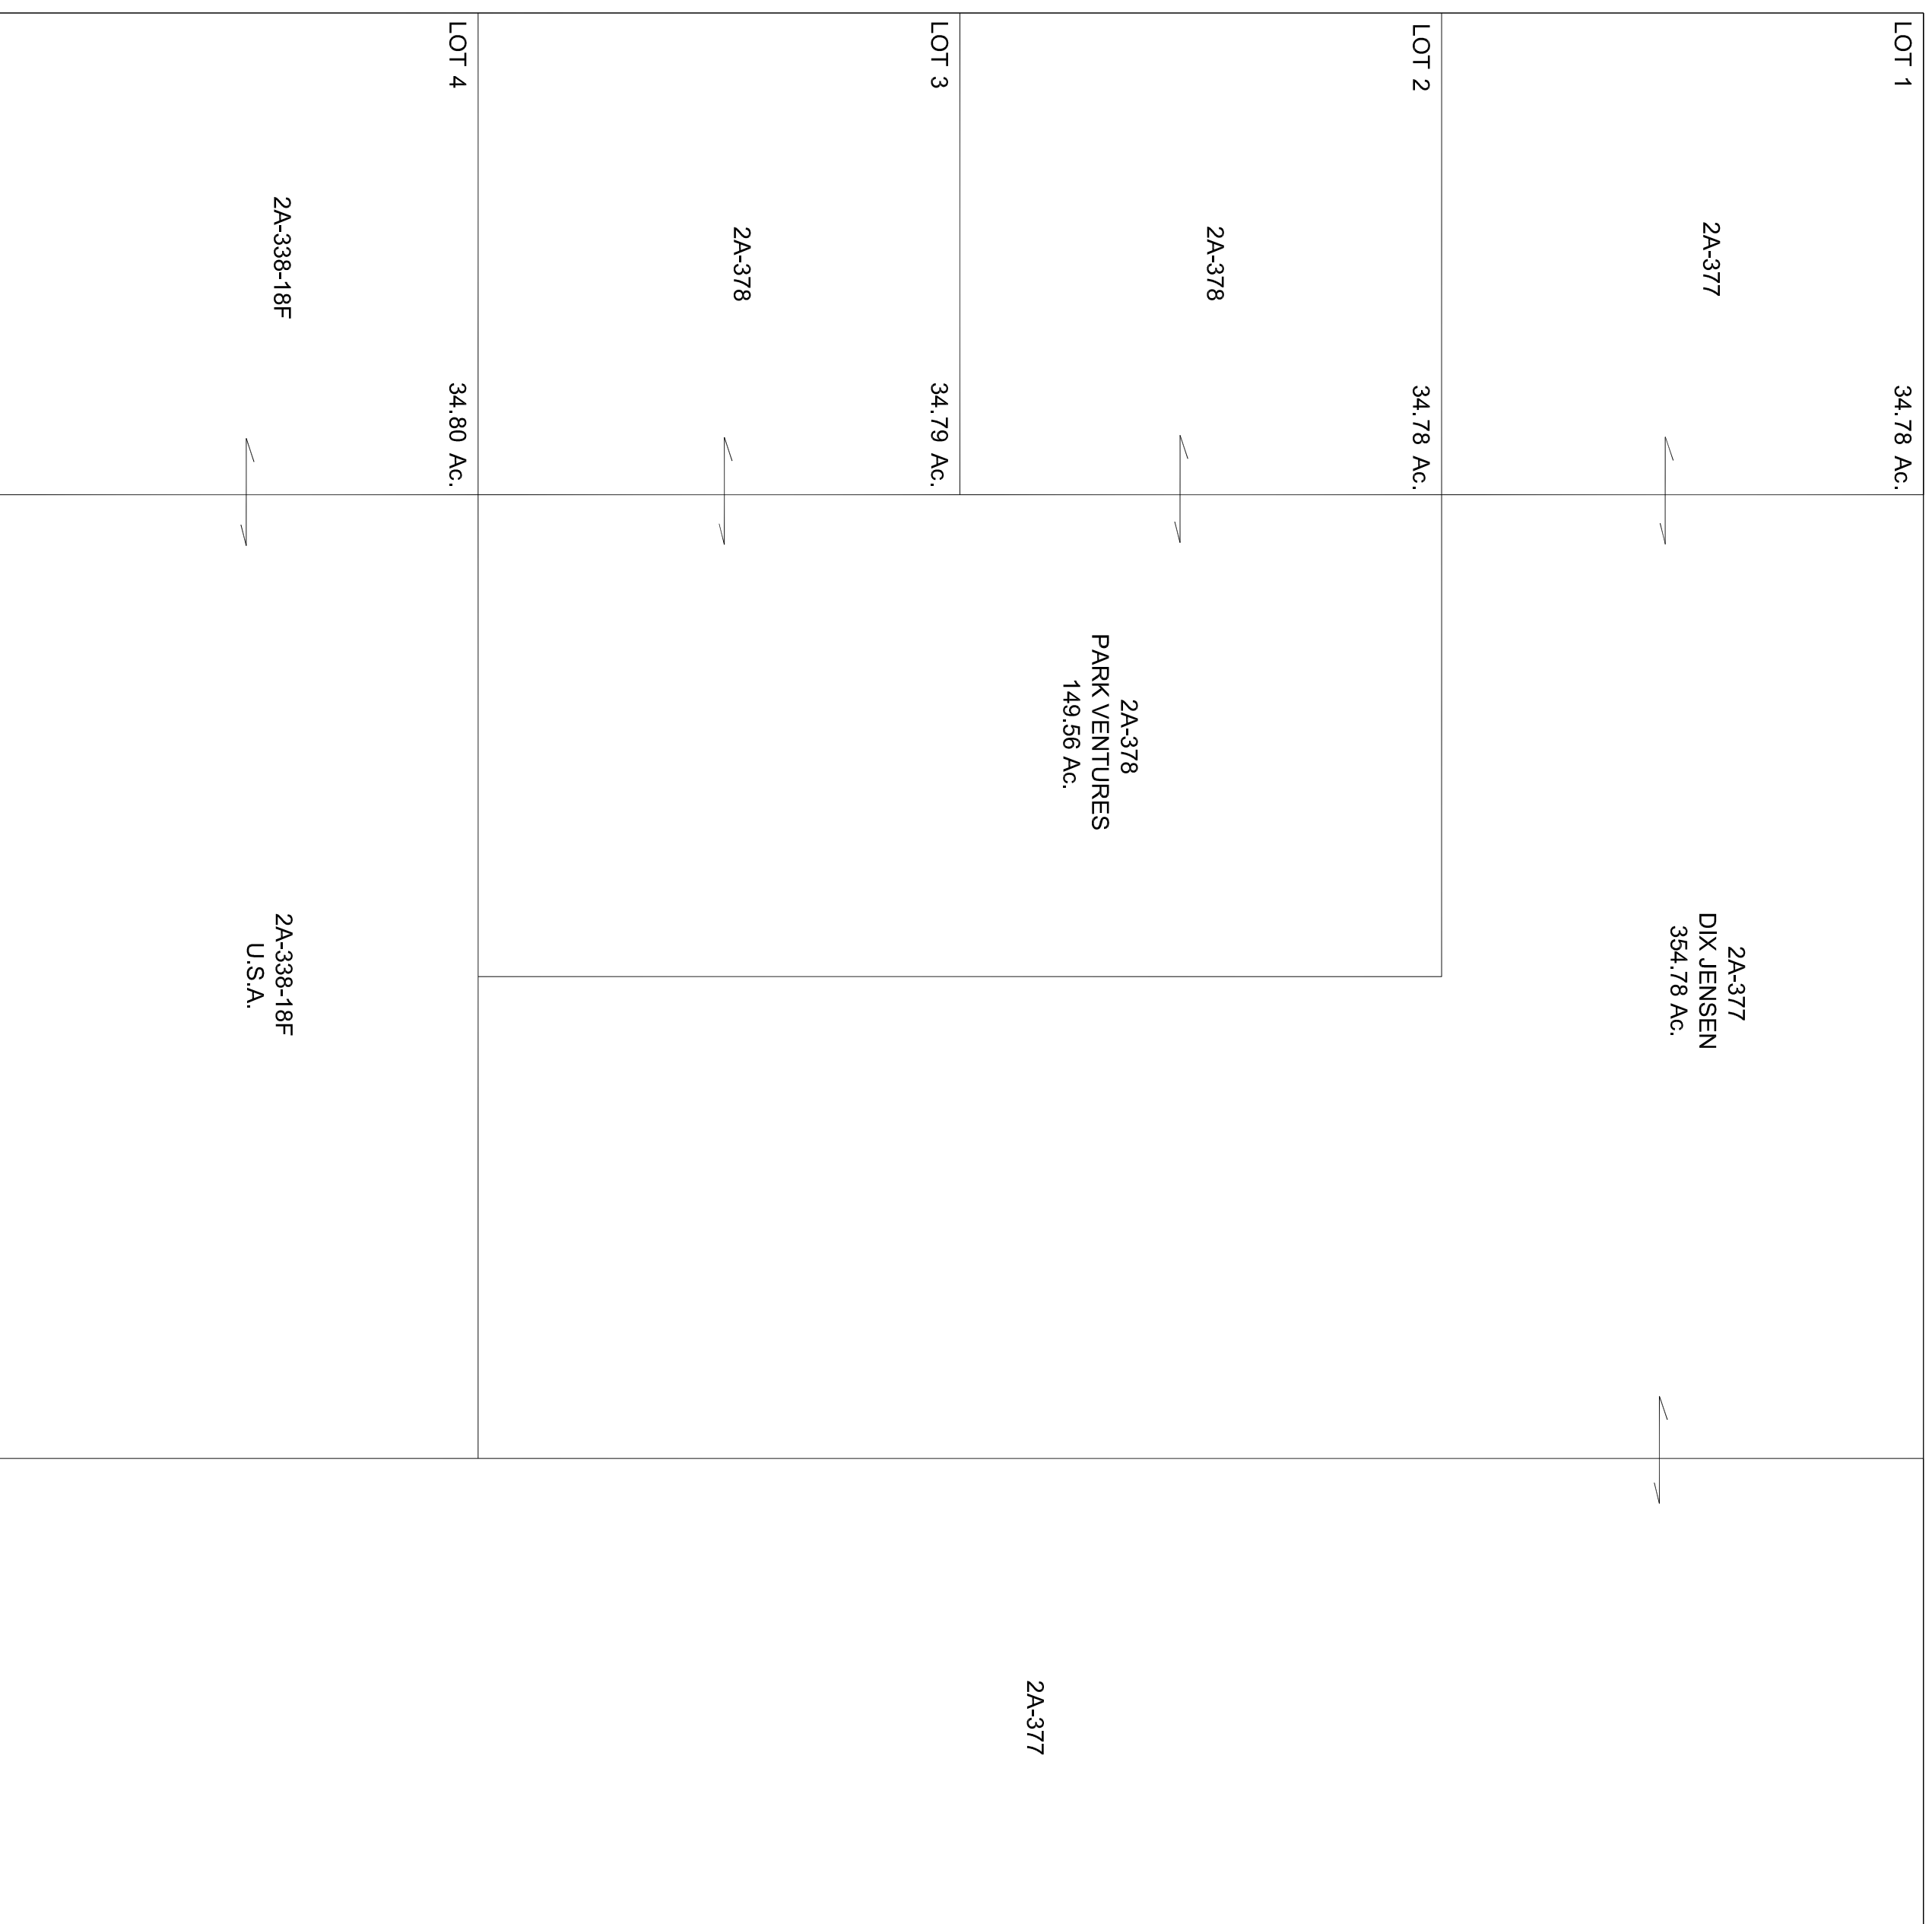 LOT 1
34.78 Ac.
2A-377
2A-377
DIX JENSEN
354.78 Ac.
LOT 2
34.78 Ac.
2A-378
2A-378
PARK VENTURES
149.56 Ac.
2A-377
LOT 3
34.79 Ac.
2A-378
LOT 4
34.80 Ac.
2A-338-18F
2A-338-18F
U.S.A.